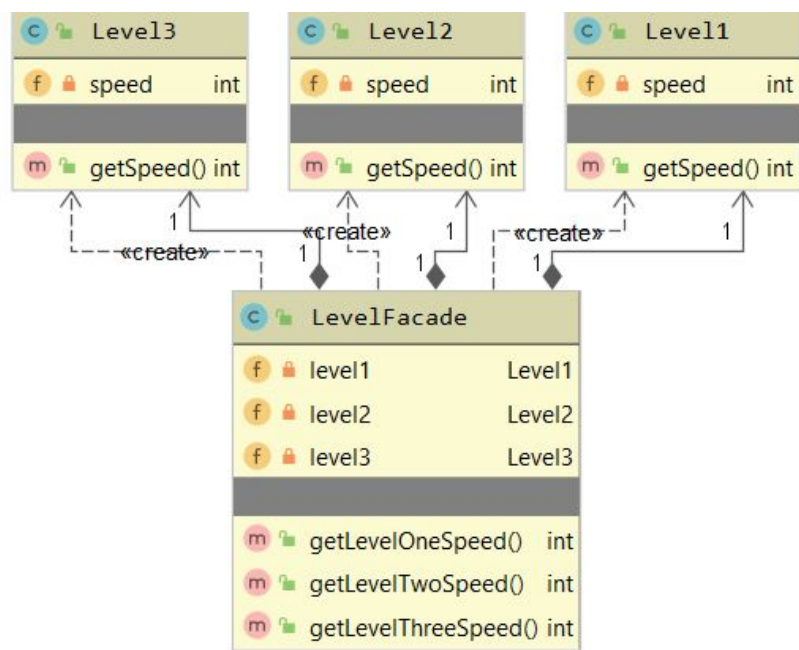 C Level3
f speed int
m getSpeed() int
C Level2
f speed int
m getSpeed() int
C Level1
f speed int
m getSpeed() int
1 «create» 1
1 «create» 1
1 «create» 1
C LevelFacade
f level1 Level1
f level2 Level2
f level3 Level3
m getLevelOneSpeed() int
m getLevelTwoSpeed() int
m getLevelThreeSpeed() int